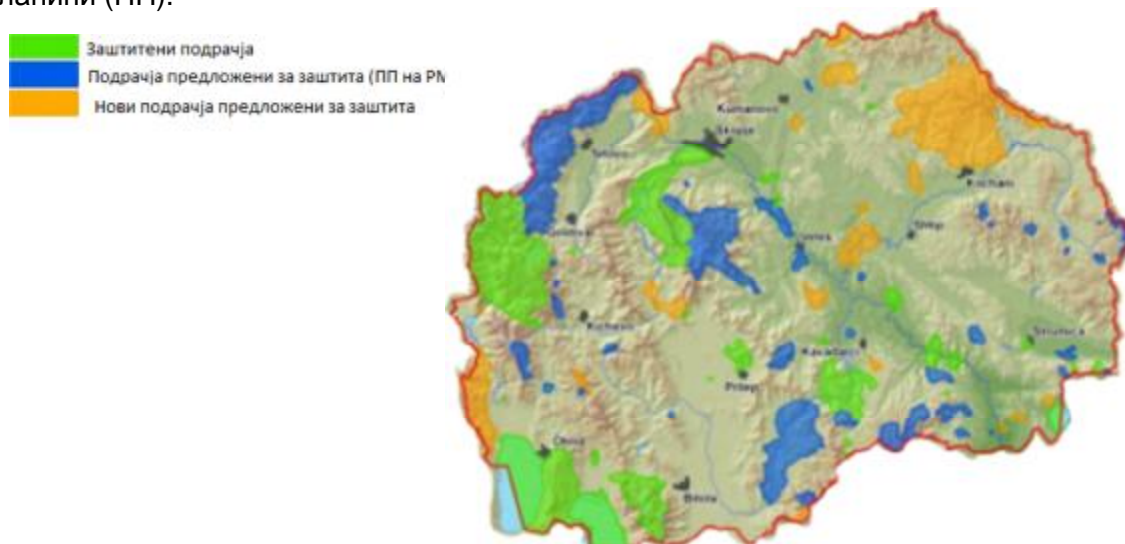 ланини (ПП).
Заштитени подрачја
Подрачја предложени за заштита (ПП на РМ
Нови подрачја предложени за заштита
Kumanovo
Skopje
Tetovo
Kochani
Shtip
Veles
Kichevo
Strumica
Kavadarci
Prilep
Ohrid
Bitola